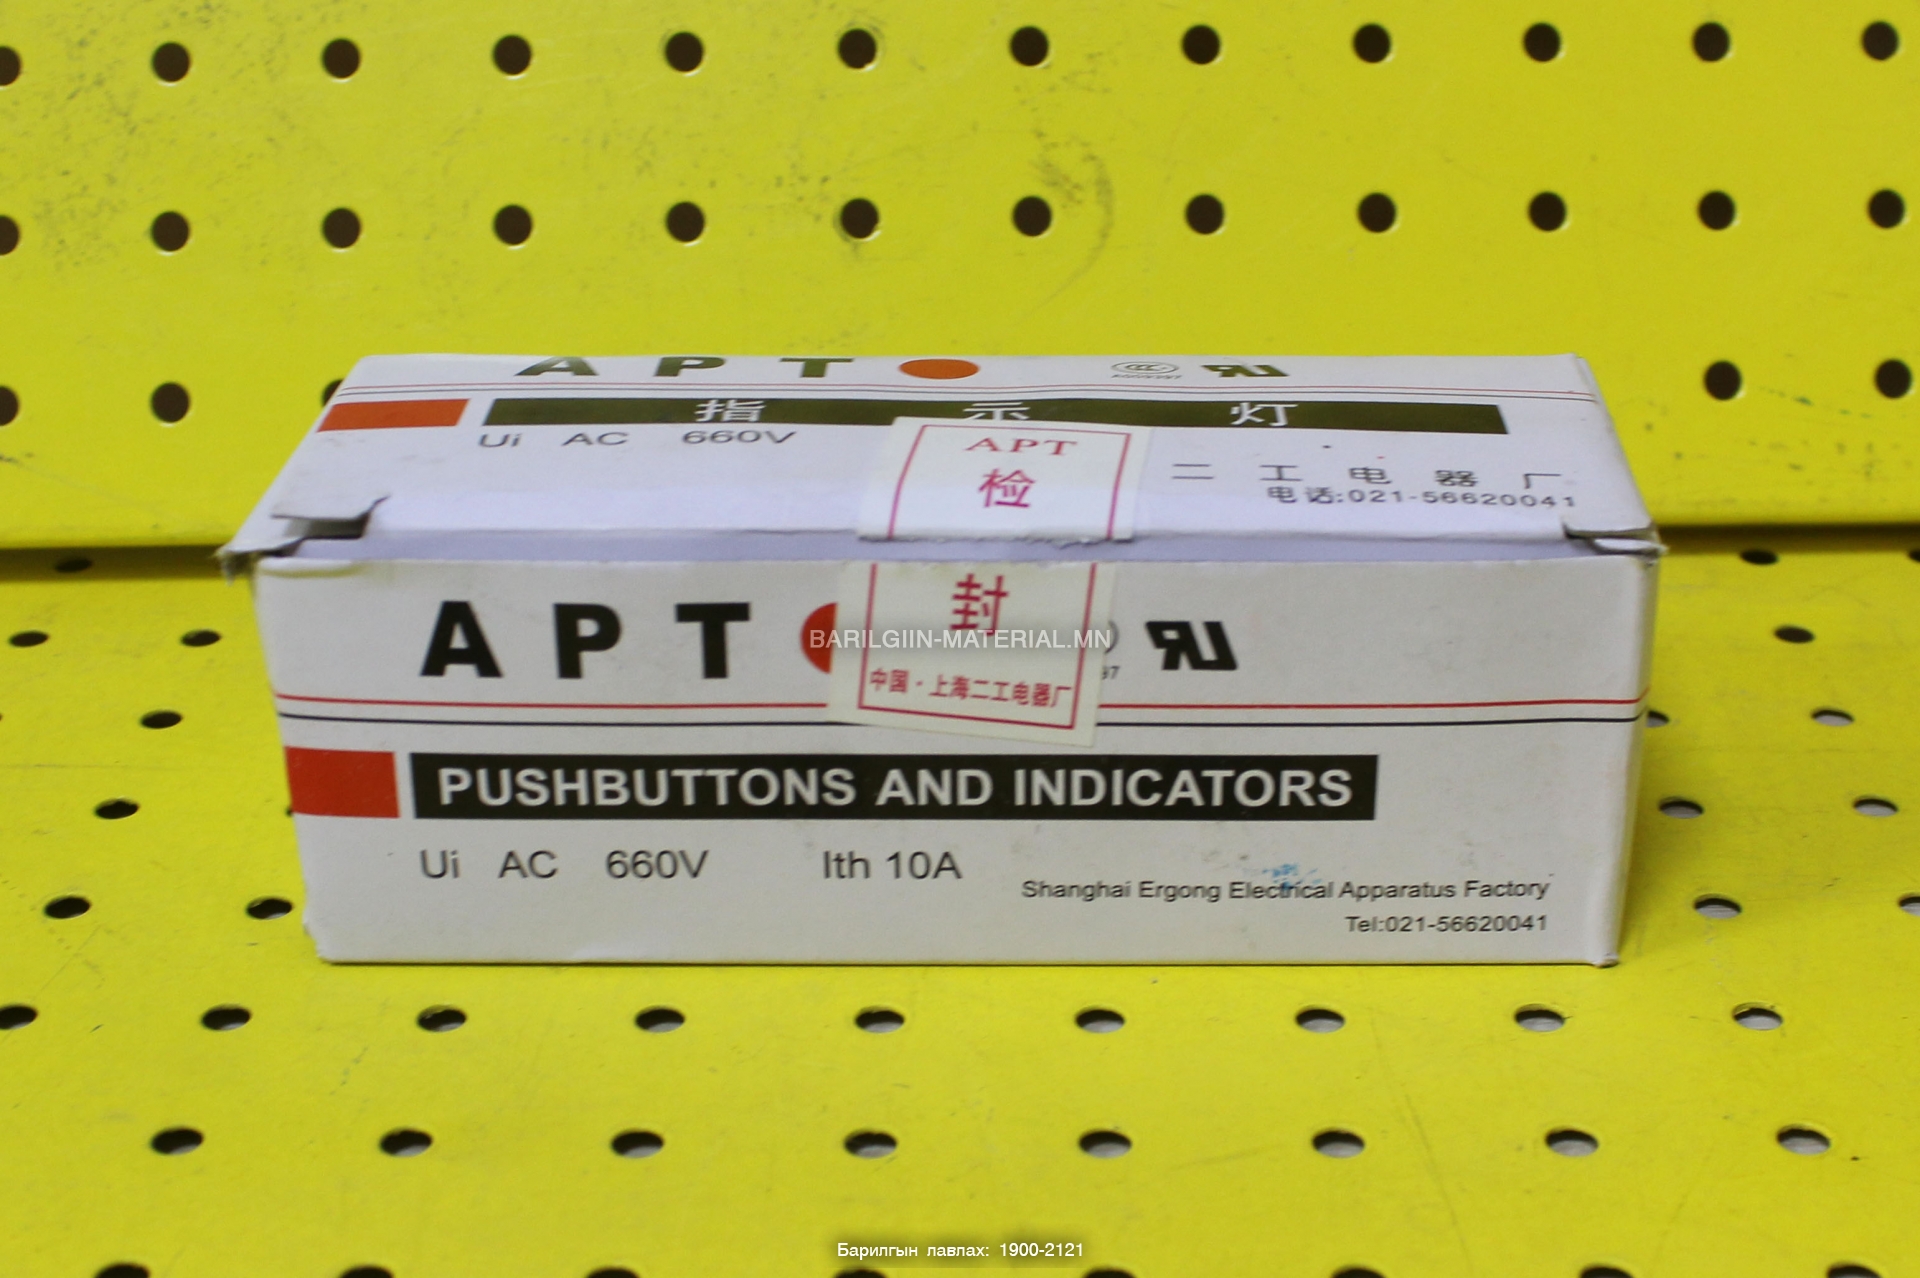 APT
指示灯
Ui AC 660V
二工电器厂
电话:021-56620041
APT
检
封
中国·上海二工电器厂
APT
PUSHBUTTONS AND INDICATORS
Ui AC 660V Ith 10A
Shanghai Ergong Electrical Apparatus Factory
Tel:021-56620041
BARILGIIN-MATERIAL.MN
Барилгын лавлах: 1900-2121